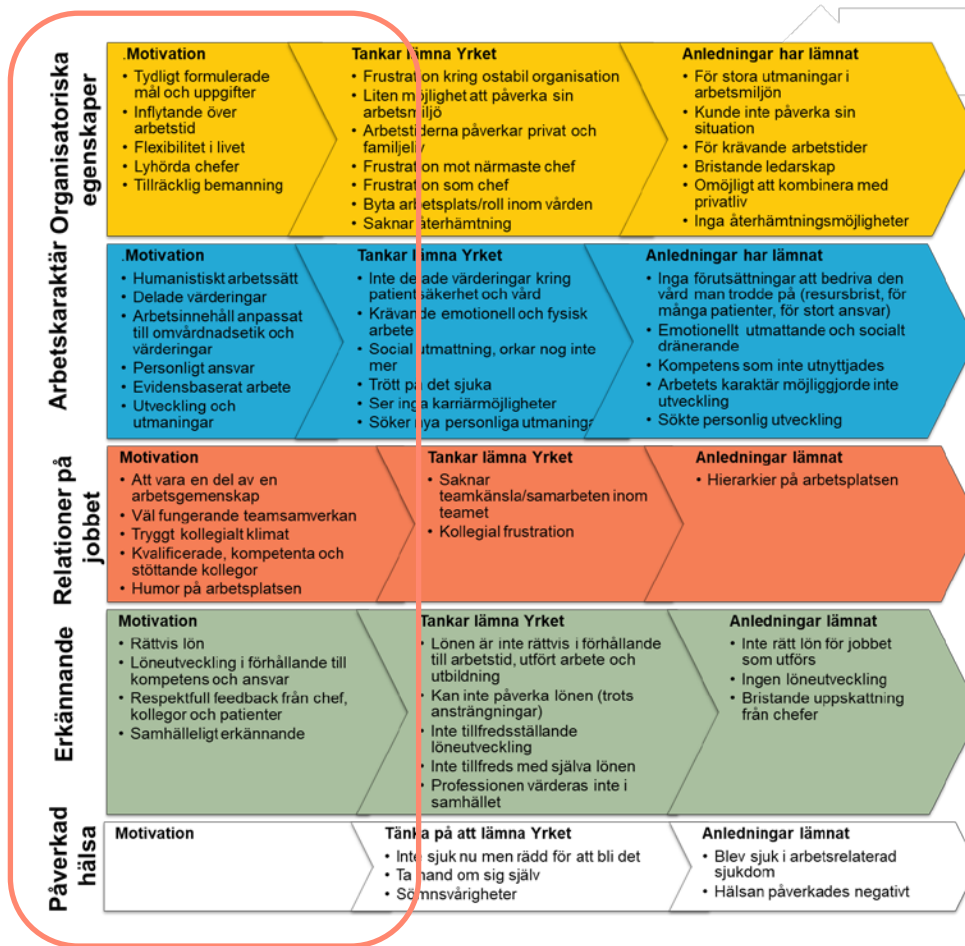 Organisatoriska
egenskaper
.Motivation
• Tydligt formulerade
mål och uppgifter
• Inflytande över
arbetstid
• Flexibilitet i livet
• Lyhörda chefer
• Tillräcklig bemanning
Tankar lämna Yrket
• Frustration kring ostabil organisation
• Liten möjlighet att påverka sin
arbetsmiljö
• Arbetstiderna påverkar privat och
familjeliv
• Frustration mot närmaste chef
• Frustration som chef
• Byta arbetsplats/roll inom vården
• Saknar återhämtning
Anledningar har lämnat
• För stora utmaningar i
arbetsmiljön
• Kunde inte påverka sin
situation
• För krävande arbetstider
• Bristande ledarskap
• Omöjligt att kombinera med
privatliv
• Inga återhämtningsmöjligheter
Arbetskaraktär
.Motivation
• Humanistiskt arbetssätt
• Delade värderingar
• Arbetsinnehåll anpassat
till omvårdnadsetik och
värderingar
• Personligt ansvar
• Evidensbaserat arbete
• Utveckling och
utmaningar
Tankar lämna Yrket
• Inte delade värderingar kring
patientsäkerhet och vård
• Krävande emotionell och fysisk
arbete
• Social utmattning, orkar nog inte
mer
• Trött på det sjuka
• Ser inga karriärmöjligheter
• Söker nya personliga utmaninga
Anledningar har lämnat
• Inga förutsättningar att bedriva den
vård man trodde på (resursbrist, för
många patienter, för stort ansvar)
• Emotionellt utmattande och socialt
dränerande
• Kompetens som inte utnyttjades
• Arbetets karaktär möjliggjorde inte
utveckling
• Sökte personlig utveckling
Relationer på
jobbet
Motivation
• Att vara en del av en
arbetsgemenskap
• Väl fungerande teamsamverkan
• Tryggt kollegialt klimat
• Kvalificerade, kompetenta och
stöttande kollegor
• Humor på arbetsplatsen
Tankar lämna Yrket
• Saknar
teamkänsla/samarbeten inom
teamet
• Kollegial frustration
Anledningar lämnat
• Hierarkier på arbetsplatsen
Erkännande
Motivation
• Rättvis lön
• Löneutveckling i förhållande till
kompetens och ansvar
• Respektfull feedback från chef,
kollegor och patienter
• Samhälleligt erkännande
Tankar lämna Yrket
• Lönen är inte rättvis i förhållande
till arbetstid, utfört arbete och
utbildning
• Kan inte påverka lönen (trots
ansträngningar)
• Inte tillfredsställande
löneutveckling
• Inte tillfreds med själva lönen
• Professionen värderas inte i
samhället
Anledningar lämnat
• Inte rätt lön för jobbet
som utförs
• Ingen löneutveckling
• Bristande uppskattning
från chefer
Påverkad
hälsa
Motivation
Tänka på att lämna Yrket
• Inte sjuk nu men rädd för att bli det
• Ta hand om sig själv
• Sömnsvårigheter
Anledningar lämnat
• Blev sjuk i arbetsrelaterad
sjukdom
• Hälsan påverkades negativt